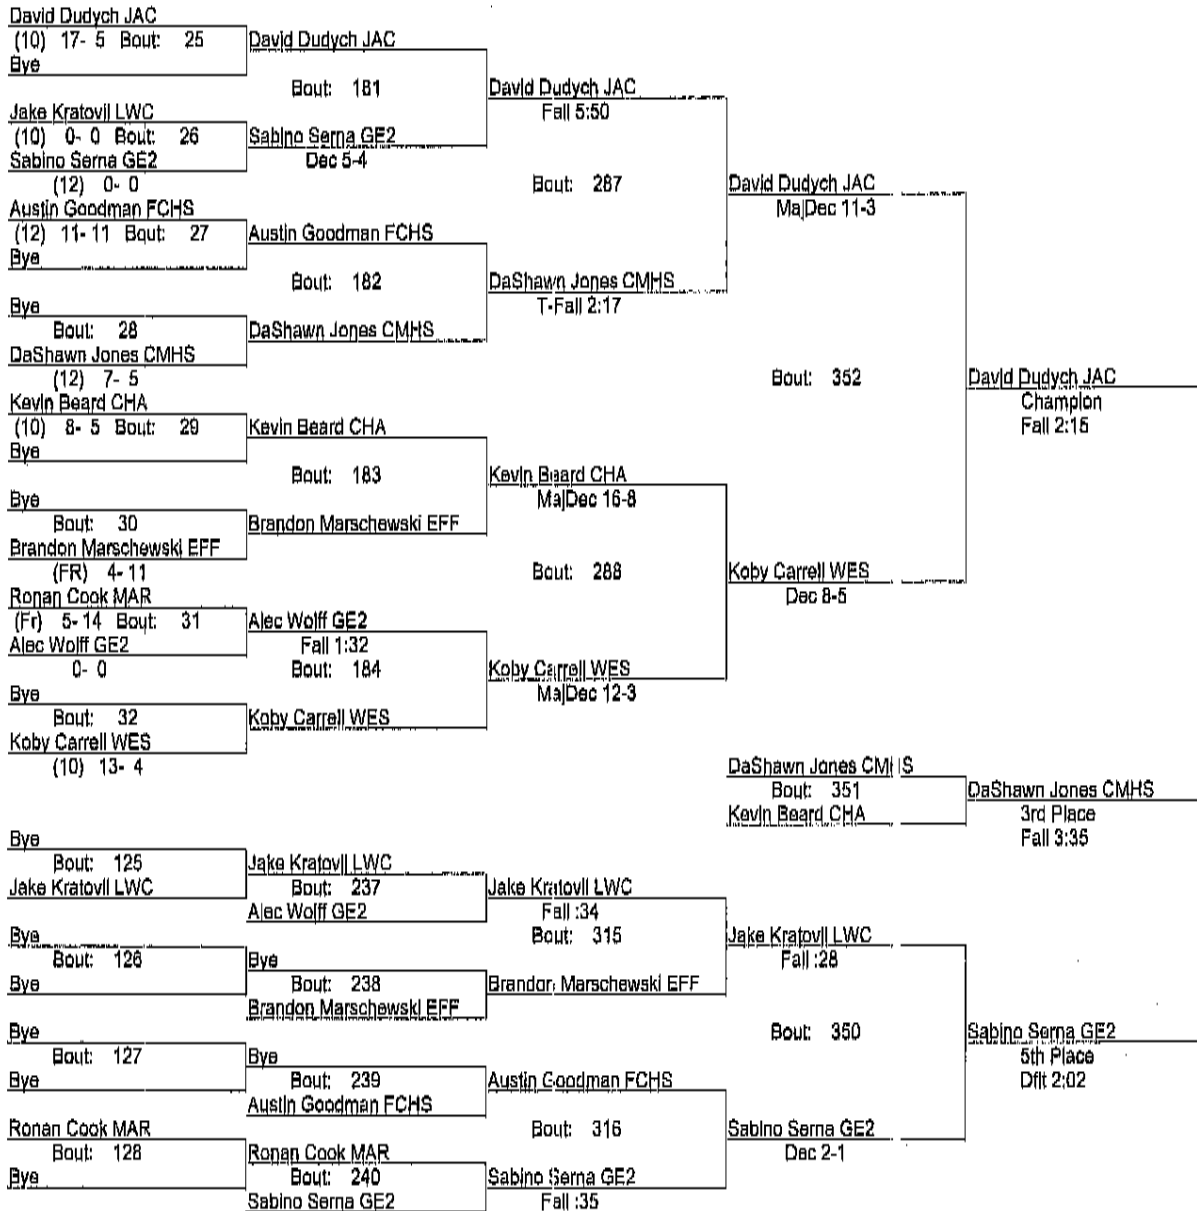 David Dudych JAC
(10) 17- 5 Bout: 25
Bye
David Dudych JAC
Bout: 181
Jake Kratovil LWC
(10) 0- 0 Bout: 26
Sabino Serna GE2
(12) 0- 0
Sabino Serna GE2
Dec 5-4
David Dudych JAC
Fall 5:50
Bout: 287
Austin Goodman FCHS
(12) 11- 11 Bout: 27
Bye
Austin Goodman FCHS
Bout: 182
Bye
Bout: 28
DaShawn Jones CMHS
(12) 7- 5
DaShawn Jones CMHS
DaShawn Jones CMHS
T-Fall 2:17
David Dudych JAC
MajDec 11-3
Bout: 352
Kevin Beard CHA
(10) 8- 5 Bout: 29
Bye
Kevin Beard CHA
Bout: 183
Bye
Bout: 30
Brandon Marschewski EFF
(FR) 4- 11
Brandon Marschewski EFF
Kevin Beard CHA
MajDec 16-8
Bout: 288
Ronan Cook MAR
(Fr) 5- 14 Bout: 31
Alec Wolff GE2
0- 0
Alec Wolff GE2
Fall 1:32
Bout: 184
Bye
Bout: 32
Koby Carrell WES
(10) 13- 4
Koby Carrell WES
Koby Carrell WES
MajDec 12-3
Koby Carrell WES
Dec 8-5
David Dudych JAC
Champion
Fall 2:15
DaShawn Jones CMHS
Bout: 351
Kevin Beard CHA
DaShawn Jones CMHS
3rd Place
Fall 3:35
Bye
Bout: 125
Jake Kratovil LWC
Jake Kratovil LWC
Bout: 237
Alec Wolff GE2
Jake Kratovil LWC
Fall :34
Bout: 315
Bye
Bout: 126
Bye
Bye
Bout: 238
Brandon Marschewski EFF
Brandon Marschewski EFF
Jake Kratovil LWC
Fall :28
Bout: 350
Bye
Bout: 127
Bye
Bye
Bout: 239
Austin Goodman FCHS
Austin Goodman FCHS
Bout: 316
Ronan Cook MAR
Bout: 128
Bye
Ronan Cook MAR
Bout: 240
Sabino Serna GE2
Sabino Serna GE2
Fall :35
Sabino Serna GE2
Dec 2-1
Sabino Serna GE2
5th Place
Dflt 2:02